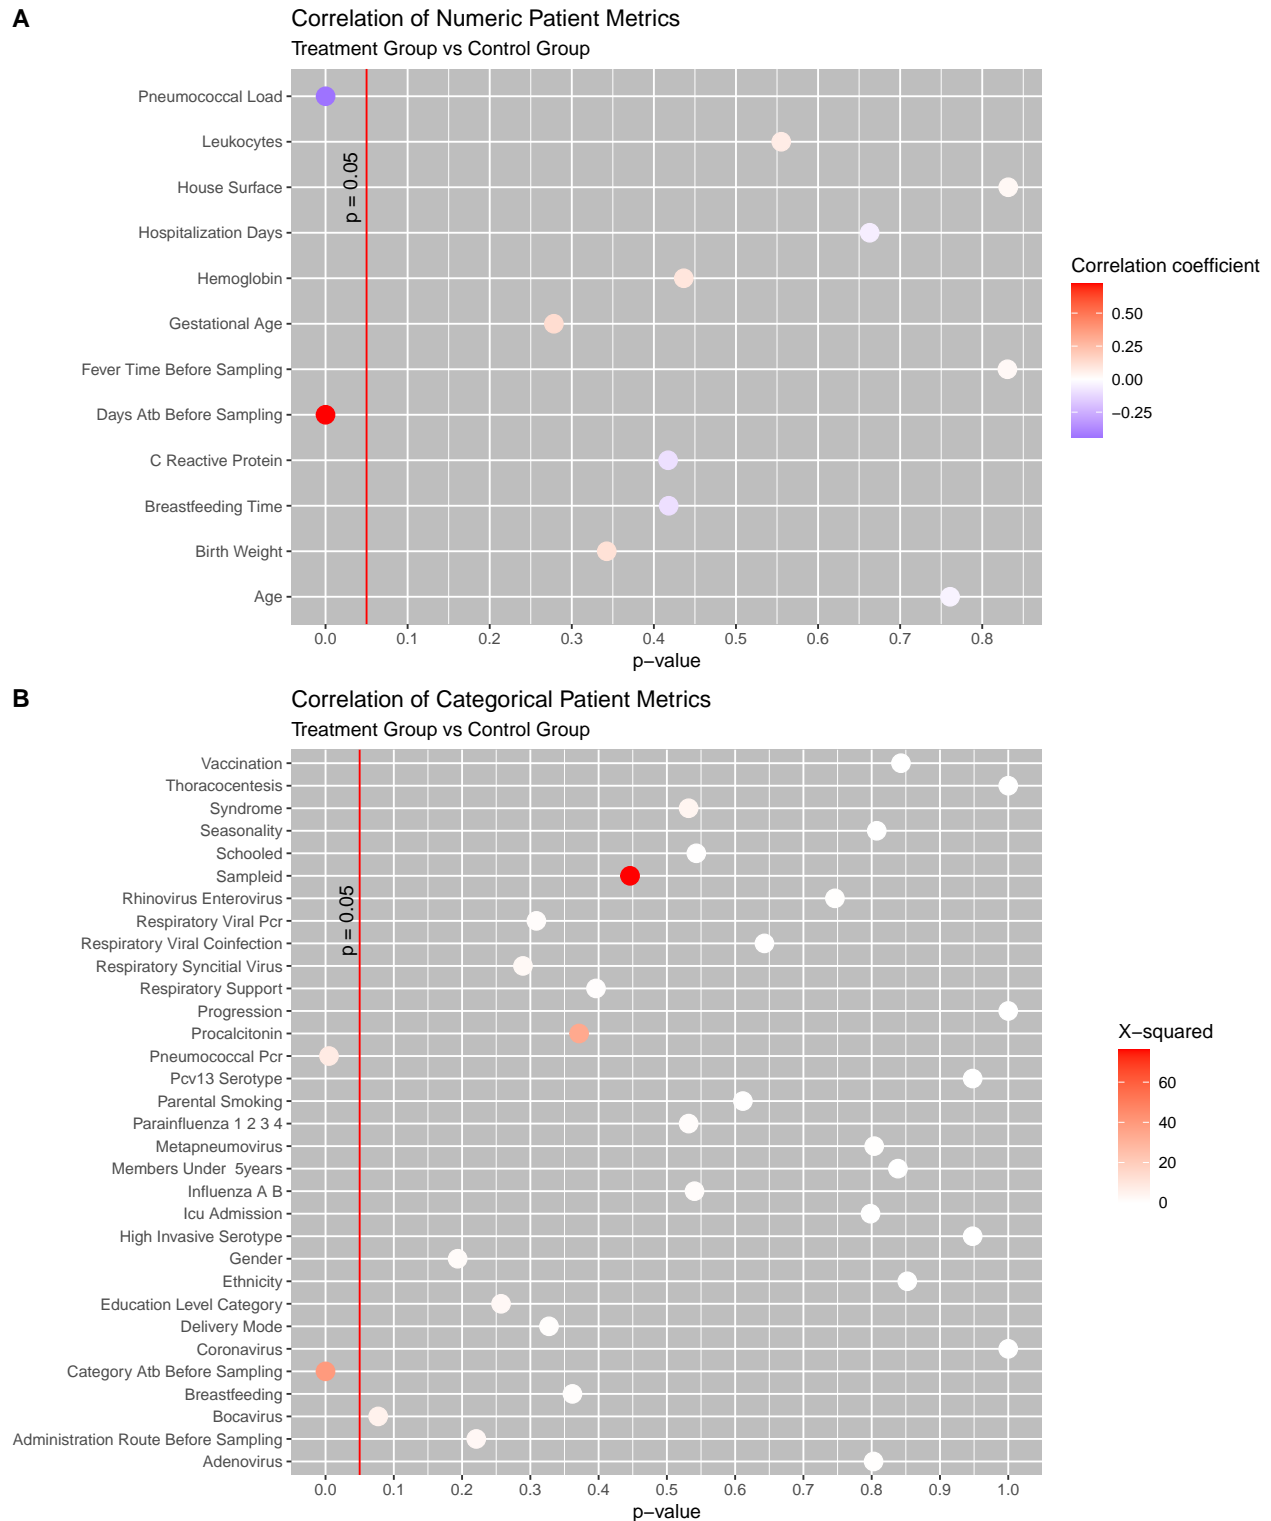 A
Correlation of Numeric Patient Metrics
Treatment Group vs Control Group
Pneumococcal Load
Leukocytes
House Surface
Hospitalization Days
Hemoglobin
Gestational Age
Fever Time Before Sampling
Days Atb Before Sampling
C Reactive Protein
Breastfeeding Time
Birth Weight
Age
p = 0.05
0.0 0.1 0.2 0.3 0.4 0.5 0.6 0.7 0.8
p−value
Correlation coefficient
0.50
0.25
0.00
−0.25
B
Correlation of Categorical Patient Metrics
Treatment Group vs Control Group
Vaccination
Thoracocentesis
Syndrome
Seasonality
Schooled
Sampleid
Rhinovirus Enterovirus
Respiratory Viral Pcr
Respiratory Viral Coinfection
Respiratory Syncitial Virus
Respiratory Support
Progression
Procalcitonin
Pneumococcal Pcr
Pcv13 Serotype
Parental Smoking
Parainfluenza 1 2 3 4
Metapneumovirus
Members Under  5years
Influenza A B
Icu Admission
High Invasive Serotype
Gender
Ethnicity
Education Level Category
Delivery Mode
Coronavirus
Category Atb Before Sampling
Breastfeeding
Bocavirus
Administration Route Before Sampling
Adenovirus
p = 0.05
0.0 0.1 0.2 0.3 0.4 0.5 0.6 0.7 0.8 0.9 1.0
p−value
X−squared
60
40
20
0